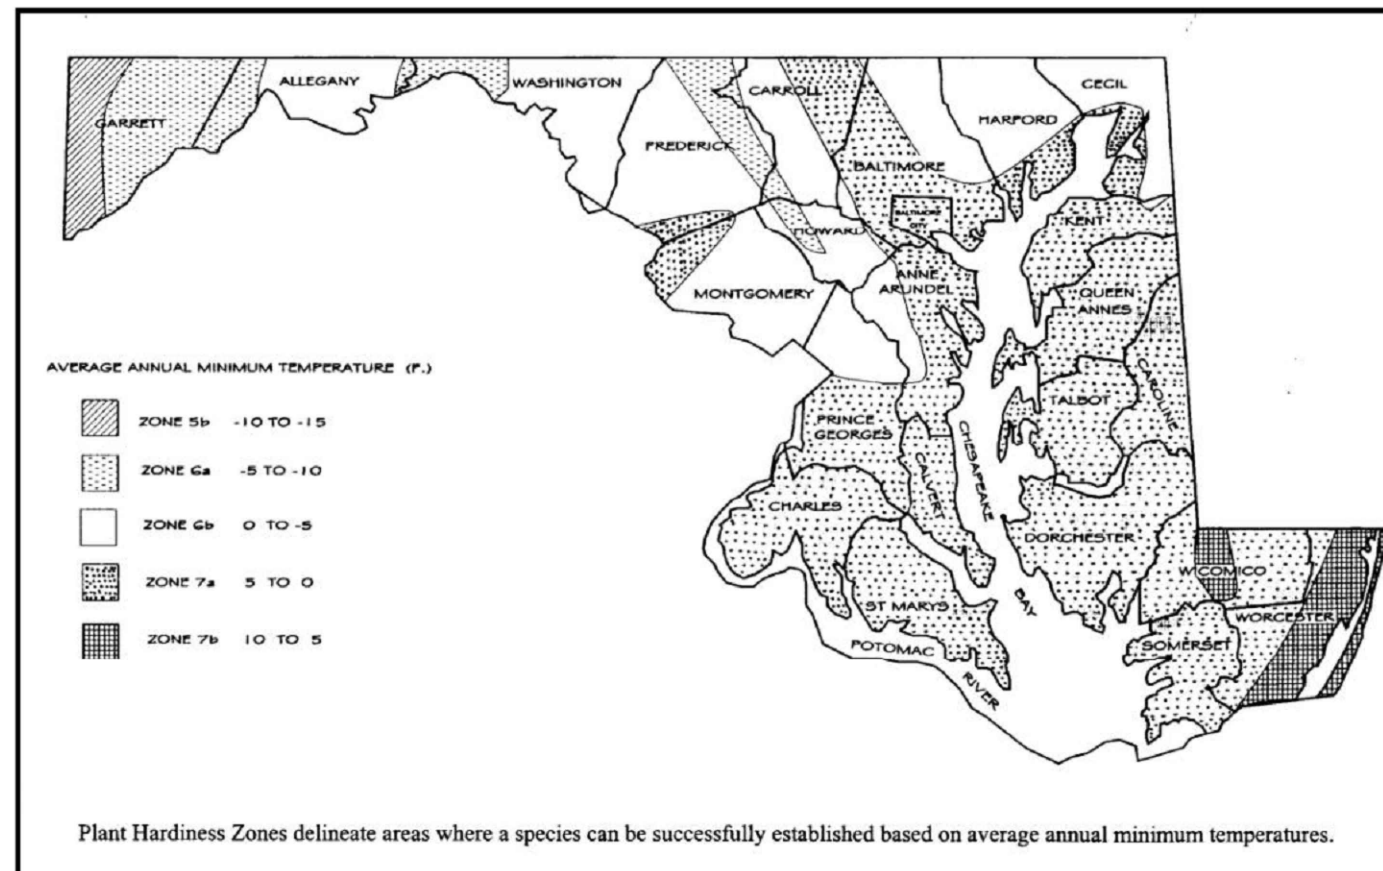 ALLEGANY
WASHINGTON
CARROLL
CECIL
GARRETT
HARFORD
FREDERICK
BALTIMORE
BALTIMORE
CITY
KENT
HOWARD
ANNE
ARUNDEL
MONTGOMERY
QUEEN
ANNES
AVERAGE ANNUAL MINIMUM TEMPERATURE (F.)
TALBOT
CAROLINE
ZONE 5b -10 TO -15
PRINCE
GEORGES
CHESAPEAKE
ZONE 6a -5 TO -10
CALVERT
CHARLES
ZONE 6b 0 TO -5
DORCHESTER
WICOMICO
ZONE 7a 5 TO 0
BAY
ST MARYS
WORCESTER
ZONE 7b 10 TO 5
POTOMAC
SOMERSET
RIVER
Plant Hardiness Zones delineate areas where a species can be successfully established based on average annual minimum temperatures.